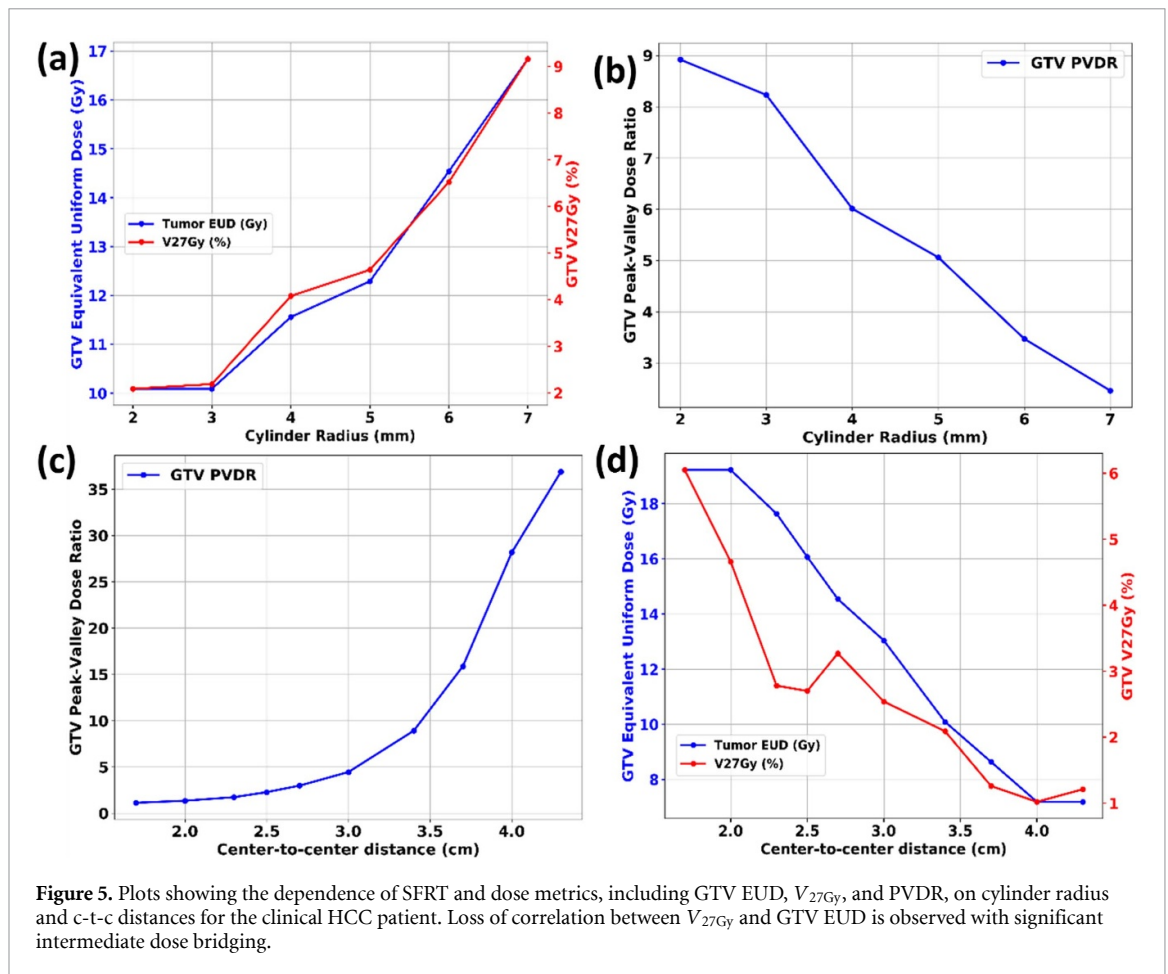 (a)
17
16
15
14
13
12
11
10
GTV Equivalent Uniform Dose (Gy)
Tumor EUD (Gy)
V27Gy (%)
9
8
7
6
5
4
3
2
GTV V27Gy (%)
2 3 4 5 6 7
Cylinder Radius (mm)
(b)
GTV PVDR
9
8
7
6
5
4
3
GTV Peak-Valley Dose Ratio
2 3 4 5 6 7
Cylinder Radius (mm)
(c)
GTV PVDR
35
30
25
20
15
10
5
0
GTV Peak-Valley Dose Ratio
2.0 2.5 3.0 3.5 4.0
Center-to-center distance (cm)
(d)
18
16
14
12
10
8
GTV Equivalent Uniform Dose (Gy)
Tumor EUD (Gy)
V27Gy (%)
6
5
4
3
2
1
GTV V27Gy (%)
2.0 2.5 3.0 3.5 4.0
Center-to-center distance (cm)
Figure 5. Plots showing the dependence of SFRT and dose metrics, including GTV EUD, V27Gy, and PVDR, on cylinder radius
and c-t-c distances for the clinical HCC patient. Loss of correlation between V27Gy and GTV EUD is observed with significant
intermediate dose bridging.